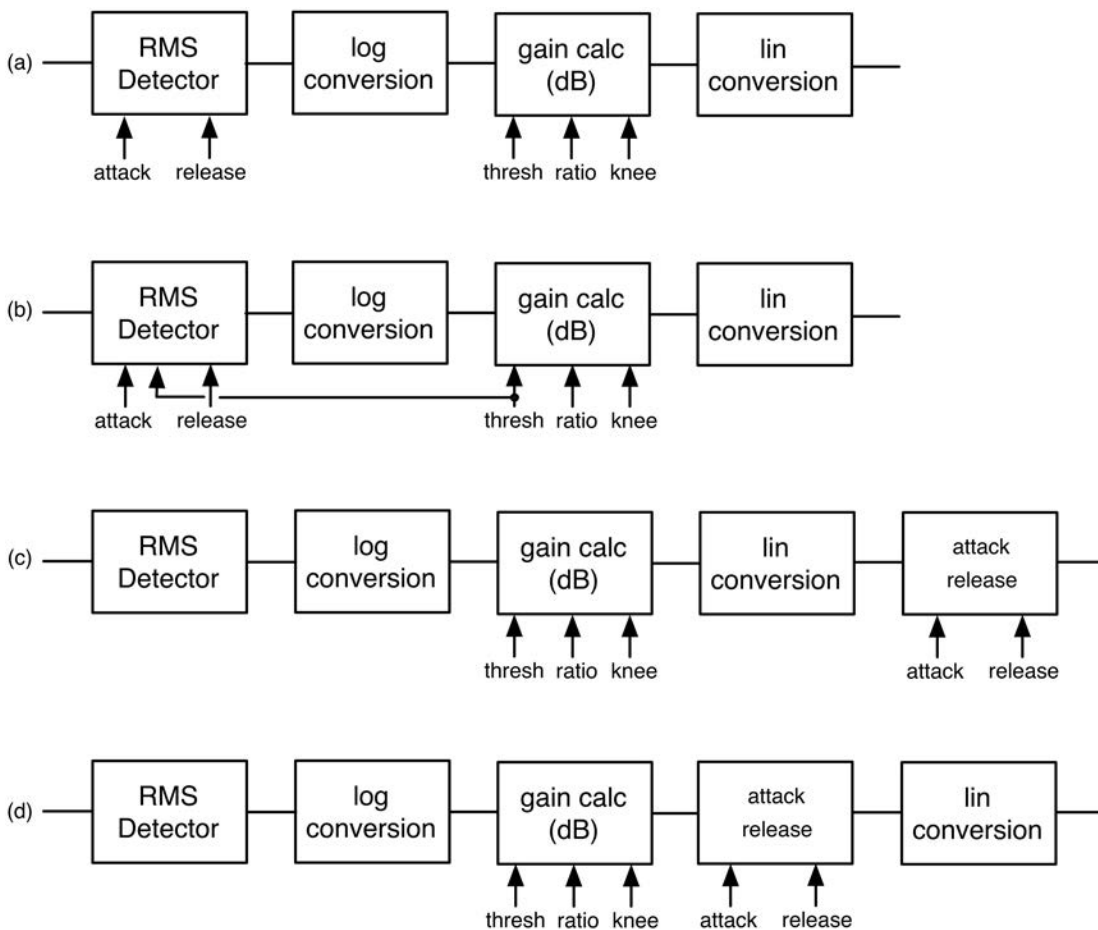 (a)
RMS
Detector
log
conversion
gain calc
(dB)
lin
conversion
attack release
thresh ratio knee
(b)
RMS
Detector
log
conversion
gain calc
(dB)
lin
conversion
attack release
thresh ratio knee
(c)
RMS
Detector
log
conversion
gain calc
(dB)
lin
conversion
attack
release
thresh ratio knee
attack release
(d)
RMS
Detector
log
conversion
gain calc
(dB)
attack
release
lin
conversion
thresh ratio knee
attack release